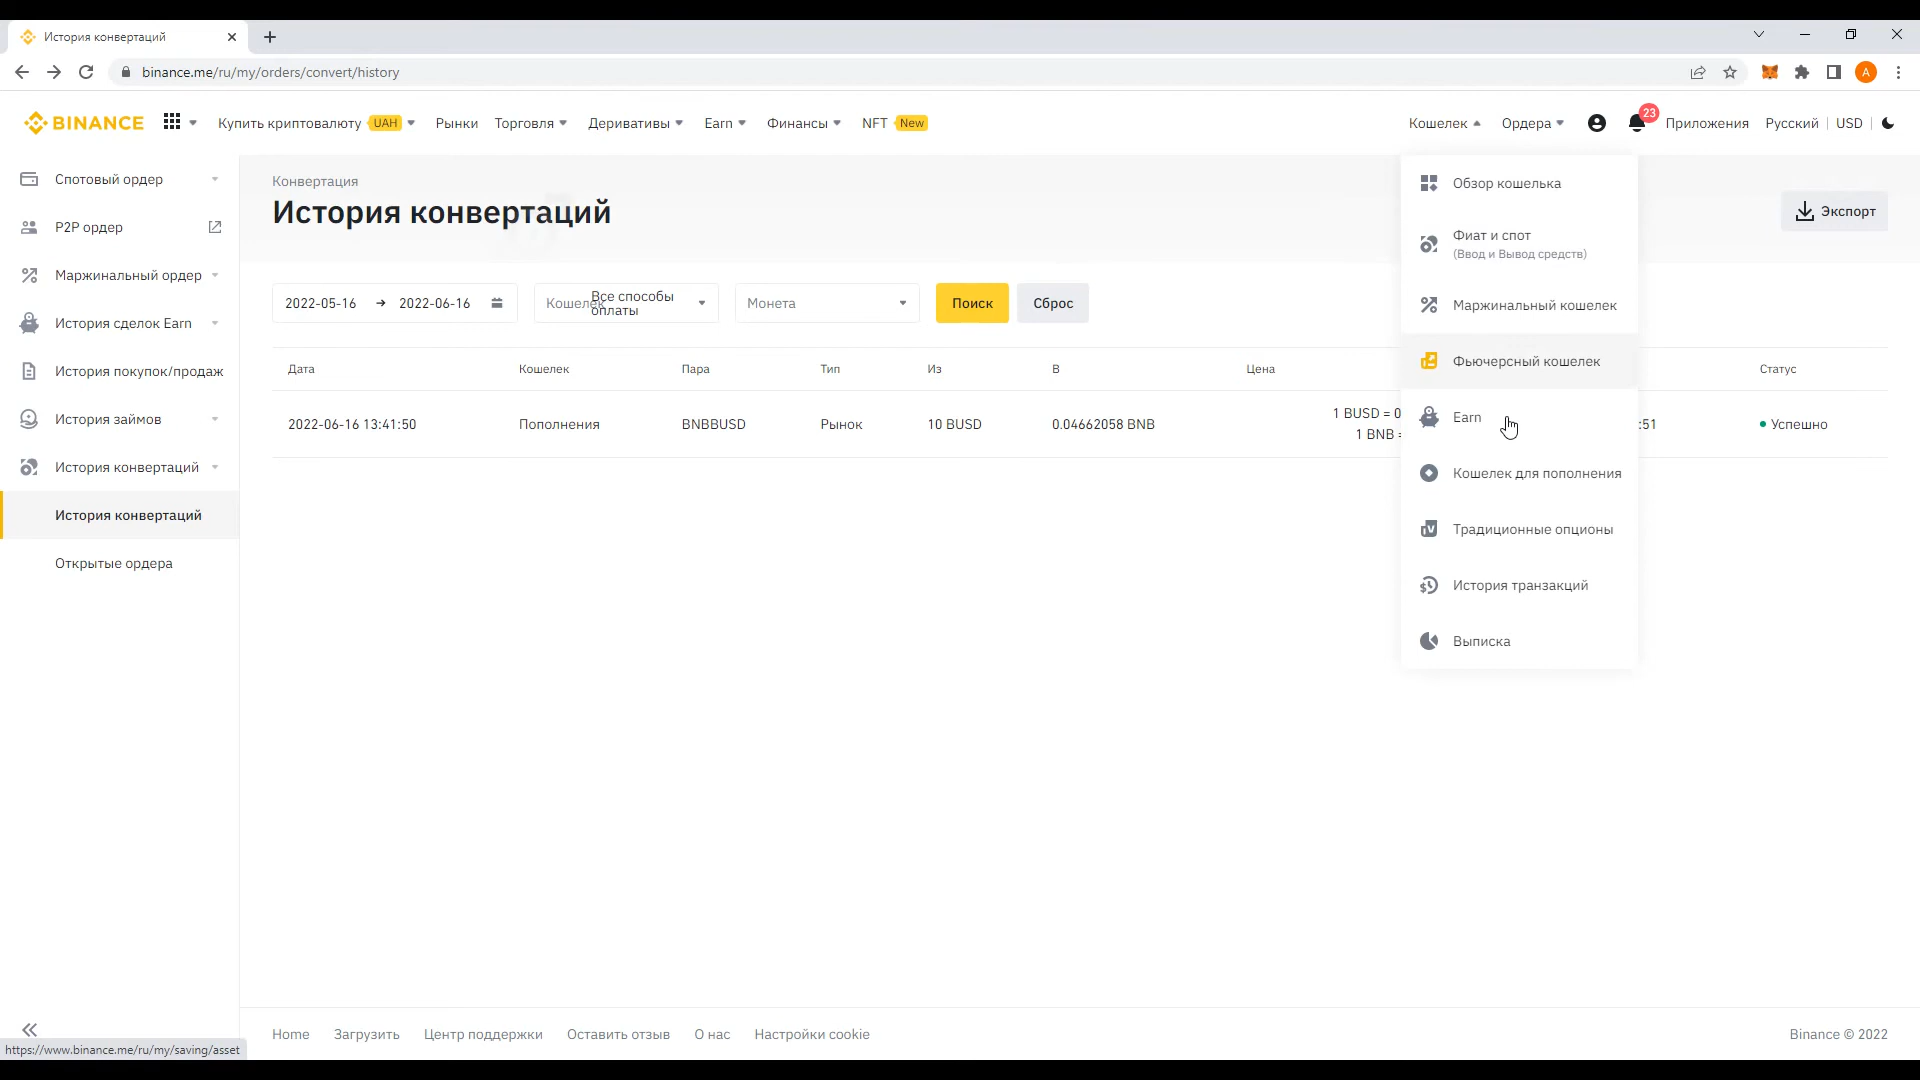 История конвертаций
binance.me/ru/my/orders/convert/history
A
BINANCE
Купить криптовалюту UAH
Рынки
Торговля
Деривативы
Earn
Финансы
NFT New
Кошелек
Ордера
23
Приложения
Русский
USD
Спотовый ордер
P2P ордер
Маржинальный ордер
История сделок Earn
История покупок/продаж
История займов
История конвертаций
История конвертаций
Открытые ордера
Конвертация
История конвертаций
Экспорт
2022-05-16 → 2022-06-16
Кошелек
Все способы
оплаты
Монета
Поиск
Сброс
Дата
Кошелек
Пара
Тип
Из
В
Цена
Статус
2022-06-16 13:41:50
Пополнения
BNBBUSD
Рынок
10 BUSD
0.04662058 BNB
1 BUSD = 0
1 BNB =
:51
Успешно
Обзор кошелька
Фиат и спот
(Ввод и Вывод средств)
Маржинальный кошелек
Фьючерсный кошелек
Earn
Кошелек для пополнения
Традиционные опционы
История транзакций
Выписка
Home
Загрузить
Центр поддержки
Оставить отзыв
О нас
Настройки cookie
Binance © 2022
https://www.binance.me/ru/my/saving/asset